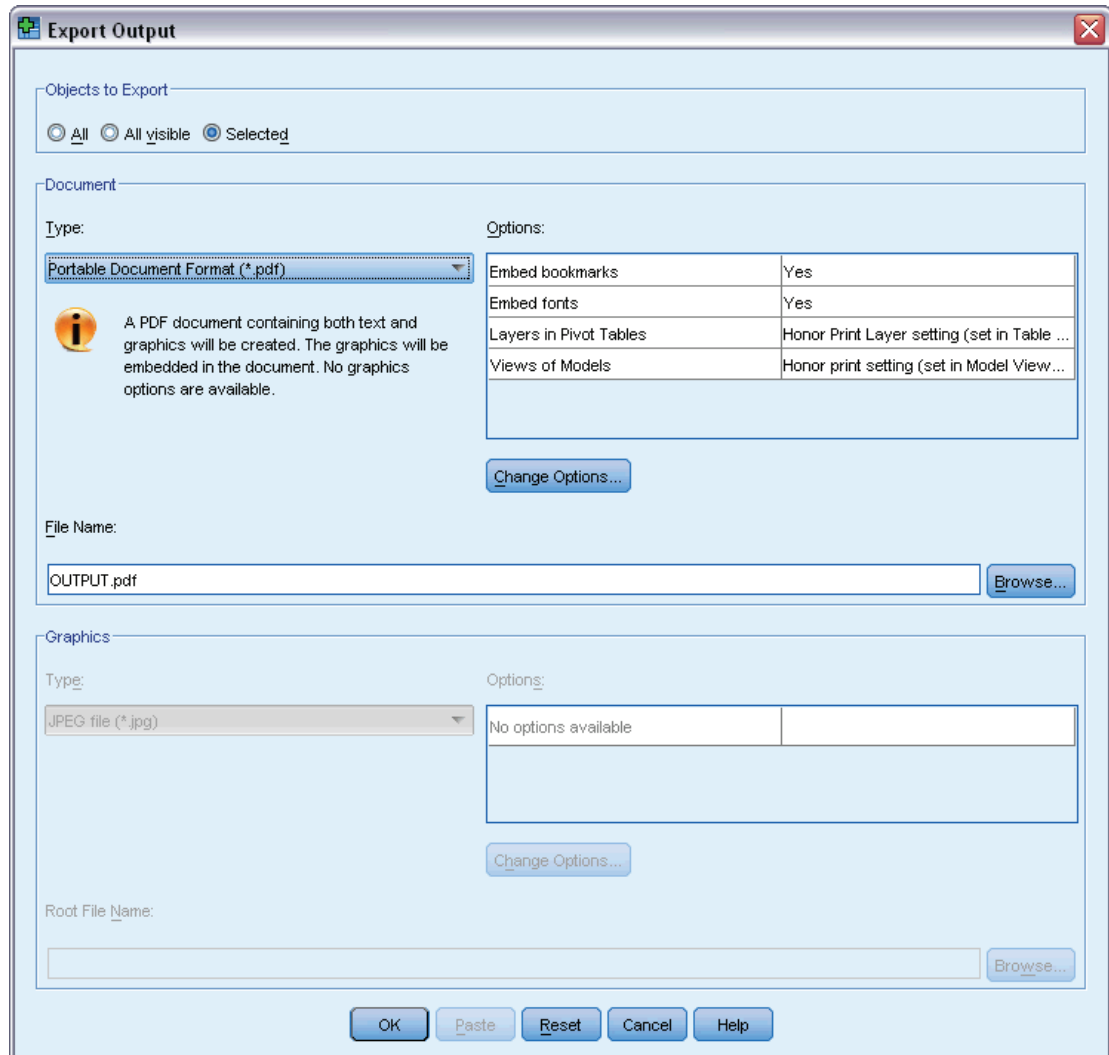 Export Output
Objects to Export
All All visible Selected
Document
Type:
Portable Document Format (*.pdf)
A PDF document containing both text and
graphics will be created. The graphics will be
embedded in the document. No graphics
options are available.
Options:
Embed bookmarks Yes
Embed fonts Yes
Layers in Pivot Tables Honor Print Layer setting (set in Table ...
Views of Models Honor print setting (set in Model View...
Change Options...
File Name:
OUTPUT.pdf
Browse...
Graphics
Type:
JPEG file (*.jpg)
Options:
No options available
Change Options...
Root File Name:
Browse...
OK Paste Reset Cancel Help